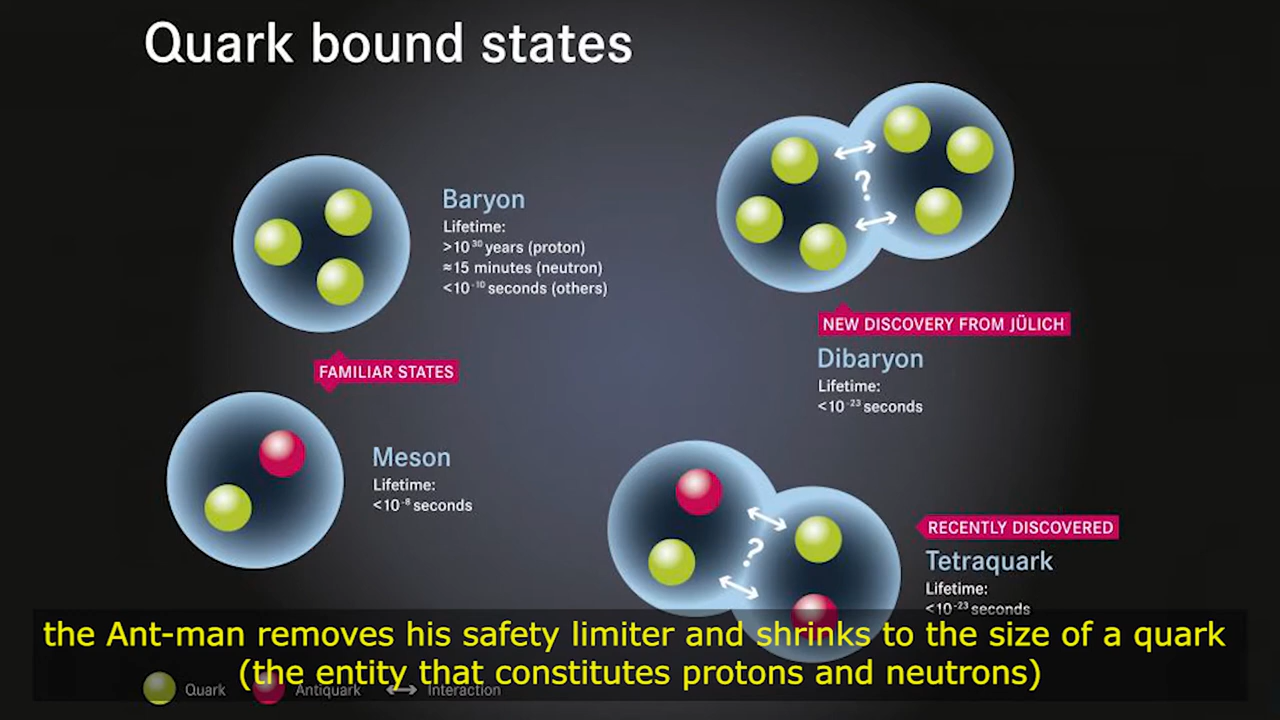 Quark bound states
Baryon
Lifetime:
>10³⁰ years (proton)
≈15 minutes (neutron)
<10⁻¹⁰ seconds (others)
?
NEW DISCOVERY FROM JÜLICH
Dibaryon
Lifetime:
<10⁻²³ seconds
FAMILIAR STATES
Meson
Lifetime:
<10⁻⁸ seconds
?
RECENTLY DISCOVERED
Tetraquark
Lifetime:
<10⁻²³ seconds
the Ant-man removes his safety limiter and shrinks to the size of a quark
(the entity that constitutes protons and neutrons)
Quark Antiquark Interaction